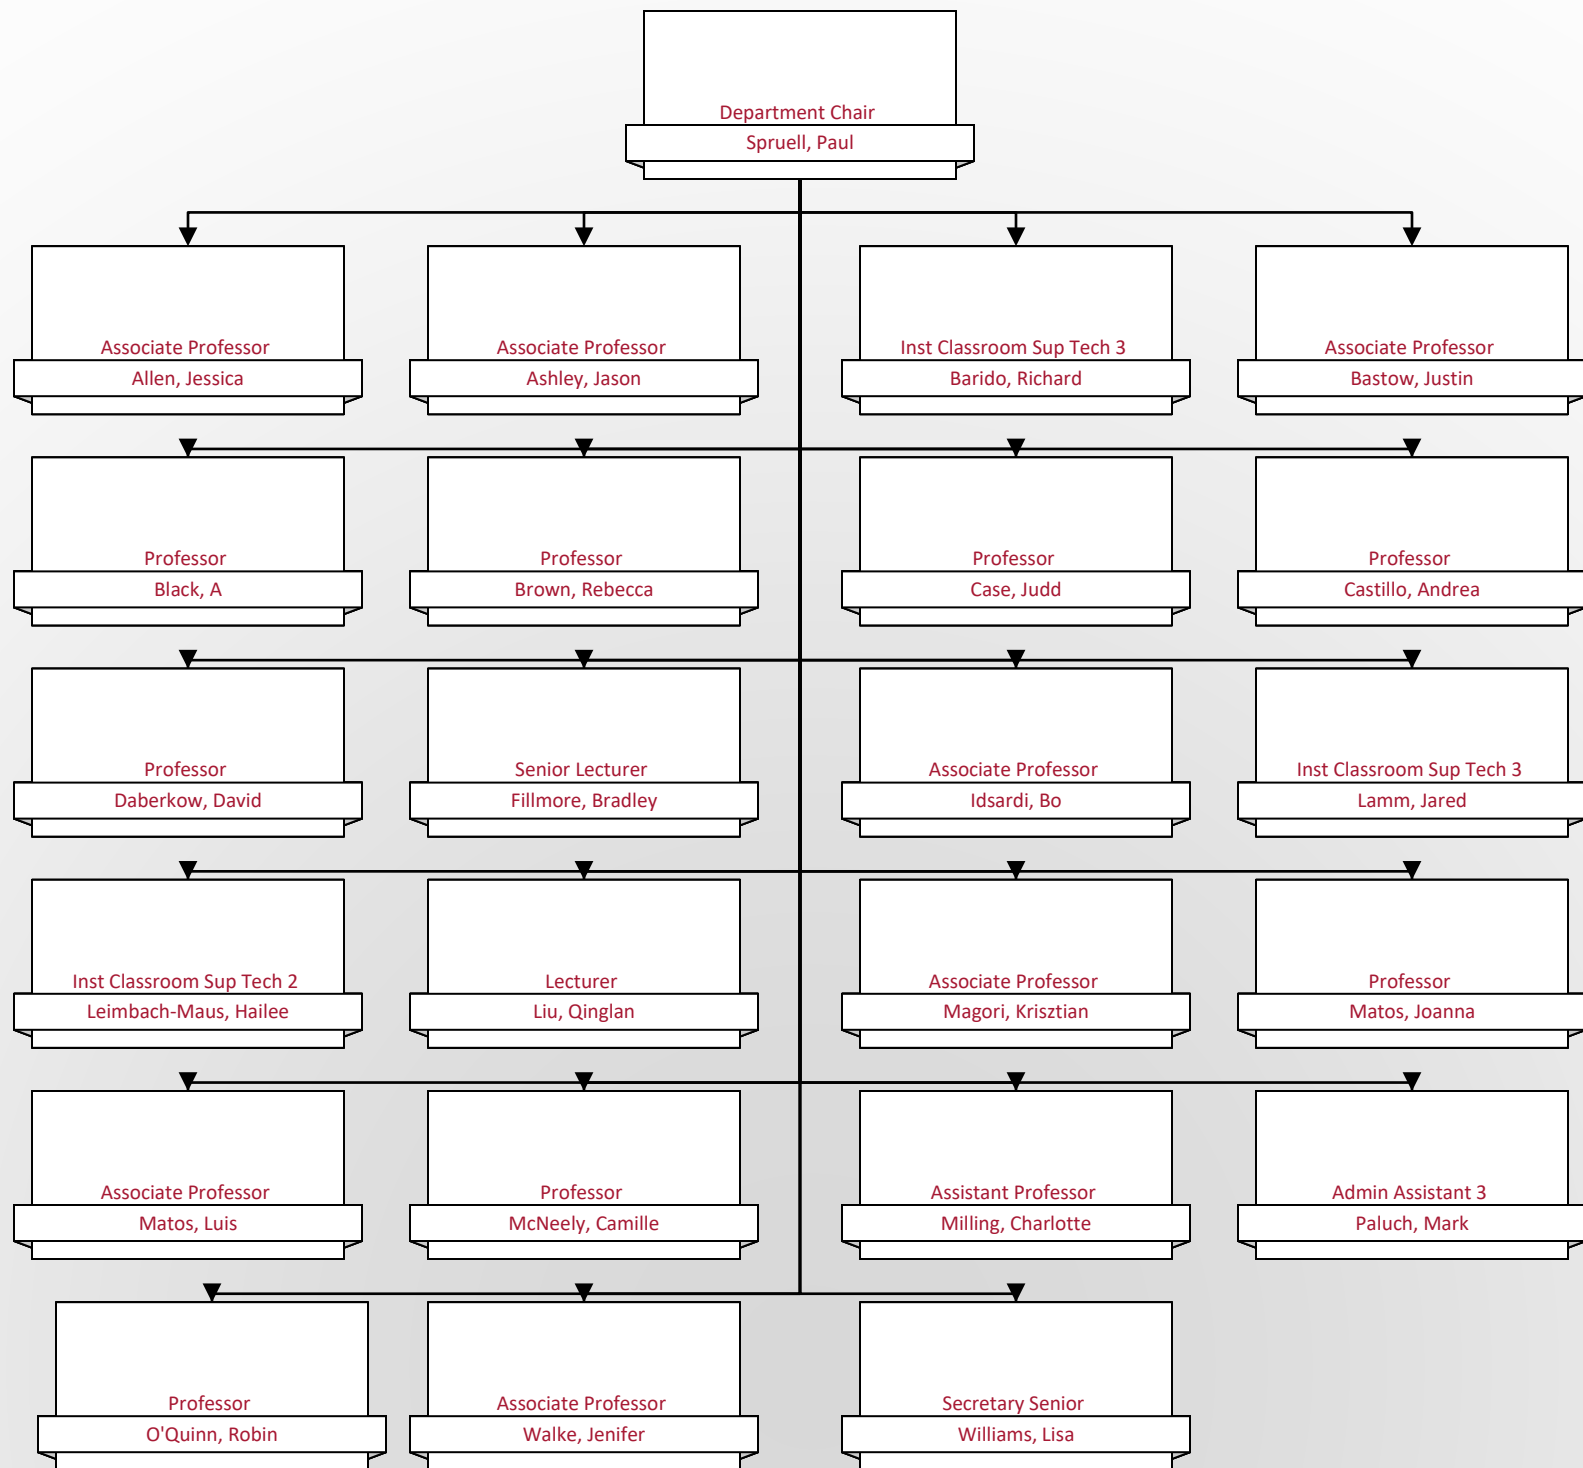 Department Chair
Spruell, Paul
Associate Professor
Allen, Jessica
Associate Professor
Ashley, Jason
Inst Classroom Sup Tech 3
Barido, Richard
Associate Professor
Bastow, Justin
Professor
Black, A
Professor
Brown, Rebecca
Professor
Case, Judd
Professor
Castillo, Andrea
Professor
Daberkow, David
Senior Lecturer
Fillmore, Bradley
Associate Professor
Idsardi, Bo
Inst Classroom Sup Tech 3
Lamm, Jared
Inst Classroom Sup Tech 2
Leimbach-Maus, Hailee
Lecturer
Liu, Qinglan
Associate Professor
Magori, Krisztian
Professor
Matos, Joanna
Associate Professor
Matos, Luis
Professor
McNeely, Camille
Assistant Professor
Milling, Charlotte
Admin Assistant 3
Paluch, Mark
Professor
O'Quinn, Robin
Associate Professor
Walke, Jenifer
Secretary Senior
Williams, Lisa